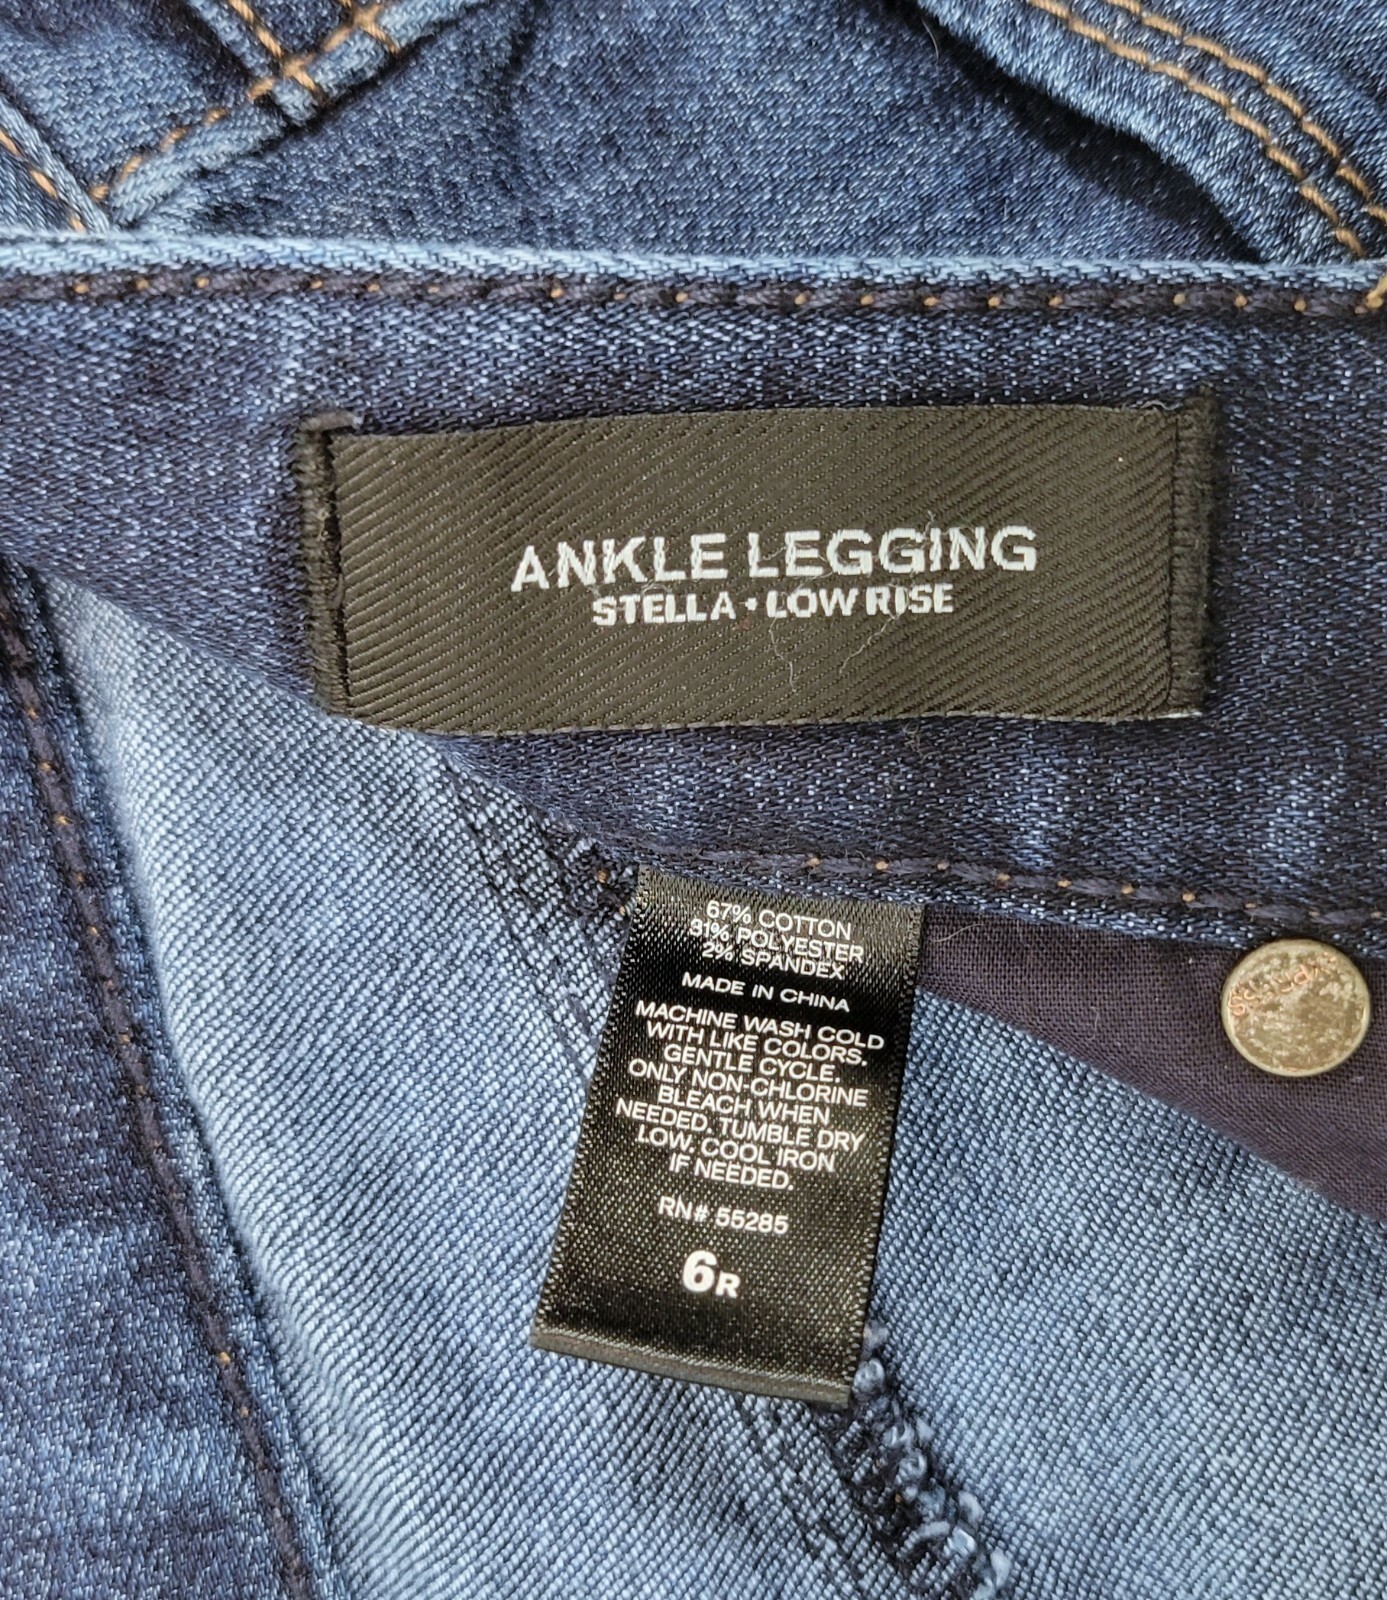 ANKLE LEGGING
STELLA • LOW RISE
67% COTTON
31% POLYESTER
2% SPANDEX
MADE IN CHINA
MACHINE WASH COLD
WITH LIKE COLORS.
GENTLE CYCLE.
ONLY NON-CHLORINE
BLEACH WHEN
NEEDED. TUMBLE DRY
LOW. COOL IRON
IF NEEDED.
RN# 55285
6R